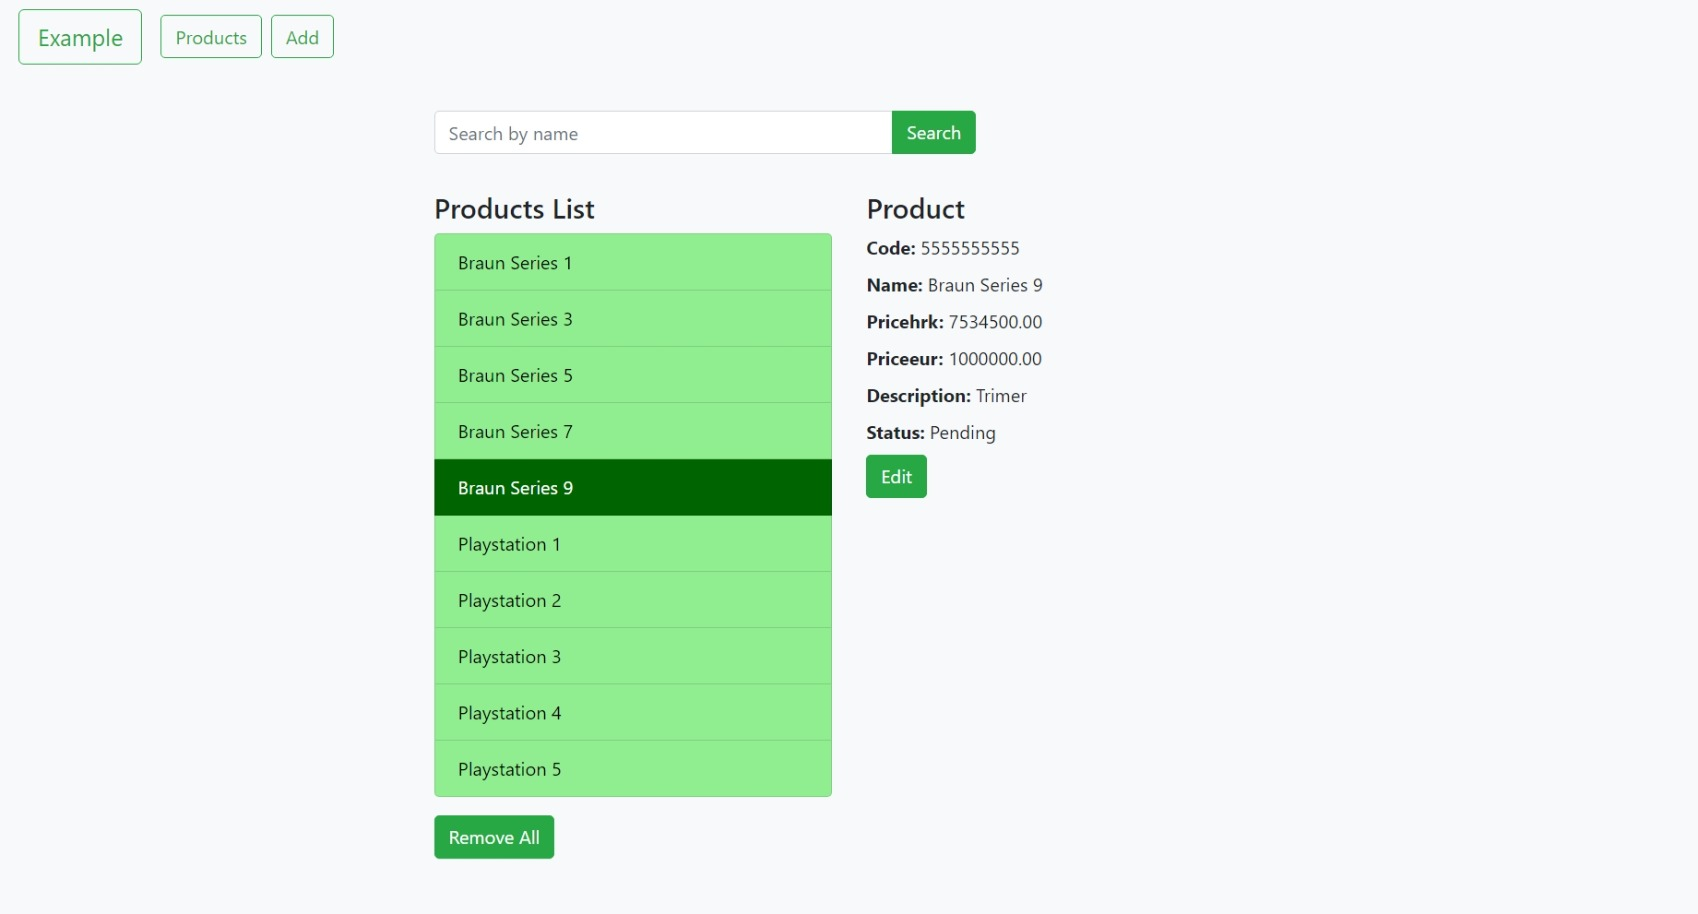 Example Products Add
Search by name Search
Products List
Braun Series 1
Braun Series 3
Braun Series 5
Braun Series 7
Braun Series 9
Playstation 1
Playstation 2
Playstation 3
Playstation 4
Playstation 5
Remove All
Product
Code: 5555555555
Name: Braun Series 9
Pricehrk: 7534500.00
Priceeur: 1000000.00
Description: Trimer
Status: Pending
Edit